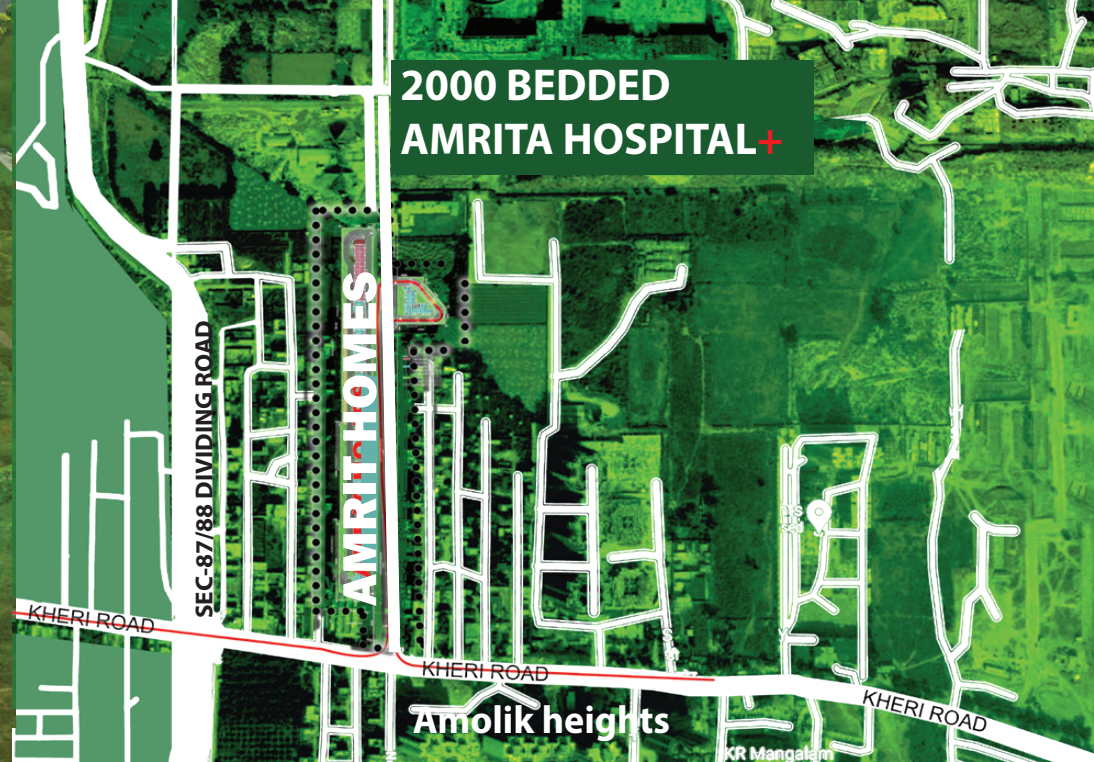 2000 BEDDED
AMRITA HOSPITAL+
SEC-87/88 DIVIDING ROAD
AMRIT HOMES
KHERI ROAD
KHERI ROAD
KHERI ROAD
Amolik heights
KR Mangalam